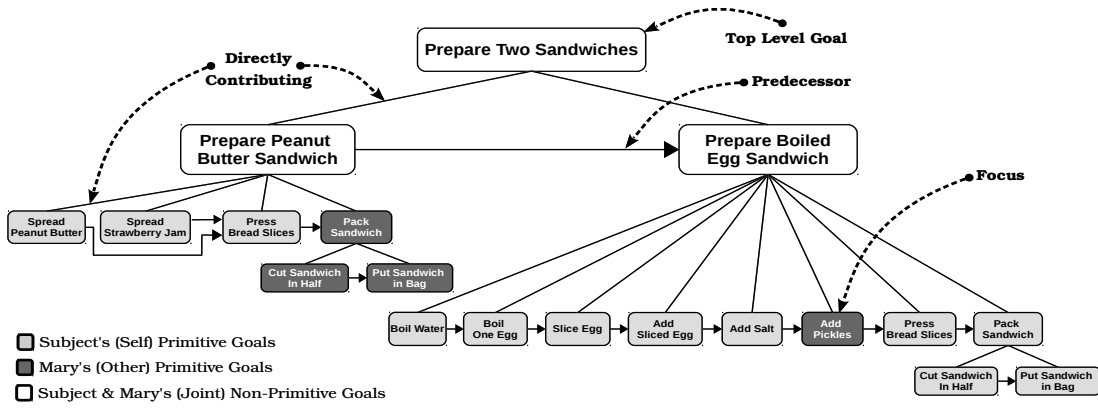 Prepare Two Sandwiches
Top Level Goal
Directly
Contributing
Predecessor
Prepare Peanut
Butter Sandwich
Prepare Boiled
Egg Sandwich
Focus
Spread
Peanut Butter
Spread
Strawberry Jam
Press
Bread Slices
Pack
Sandwich
Cut Sandwich
In Half
Put Sandwich
in Bag
Boil Water
Boil
One Egg
Slice Egg
Add
Sliced Egg
Add Salt
Add
Pickles
Press
Bread Slices
Pack
Sandwich
Cut Sandwich
In Half
Put Sandwich
in Bag
Subject's (Self) Primitive Goals
Mary's (Other) Primitive Goals
Subject & Mary's (Joint) Non-Primitive Goals